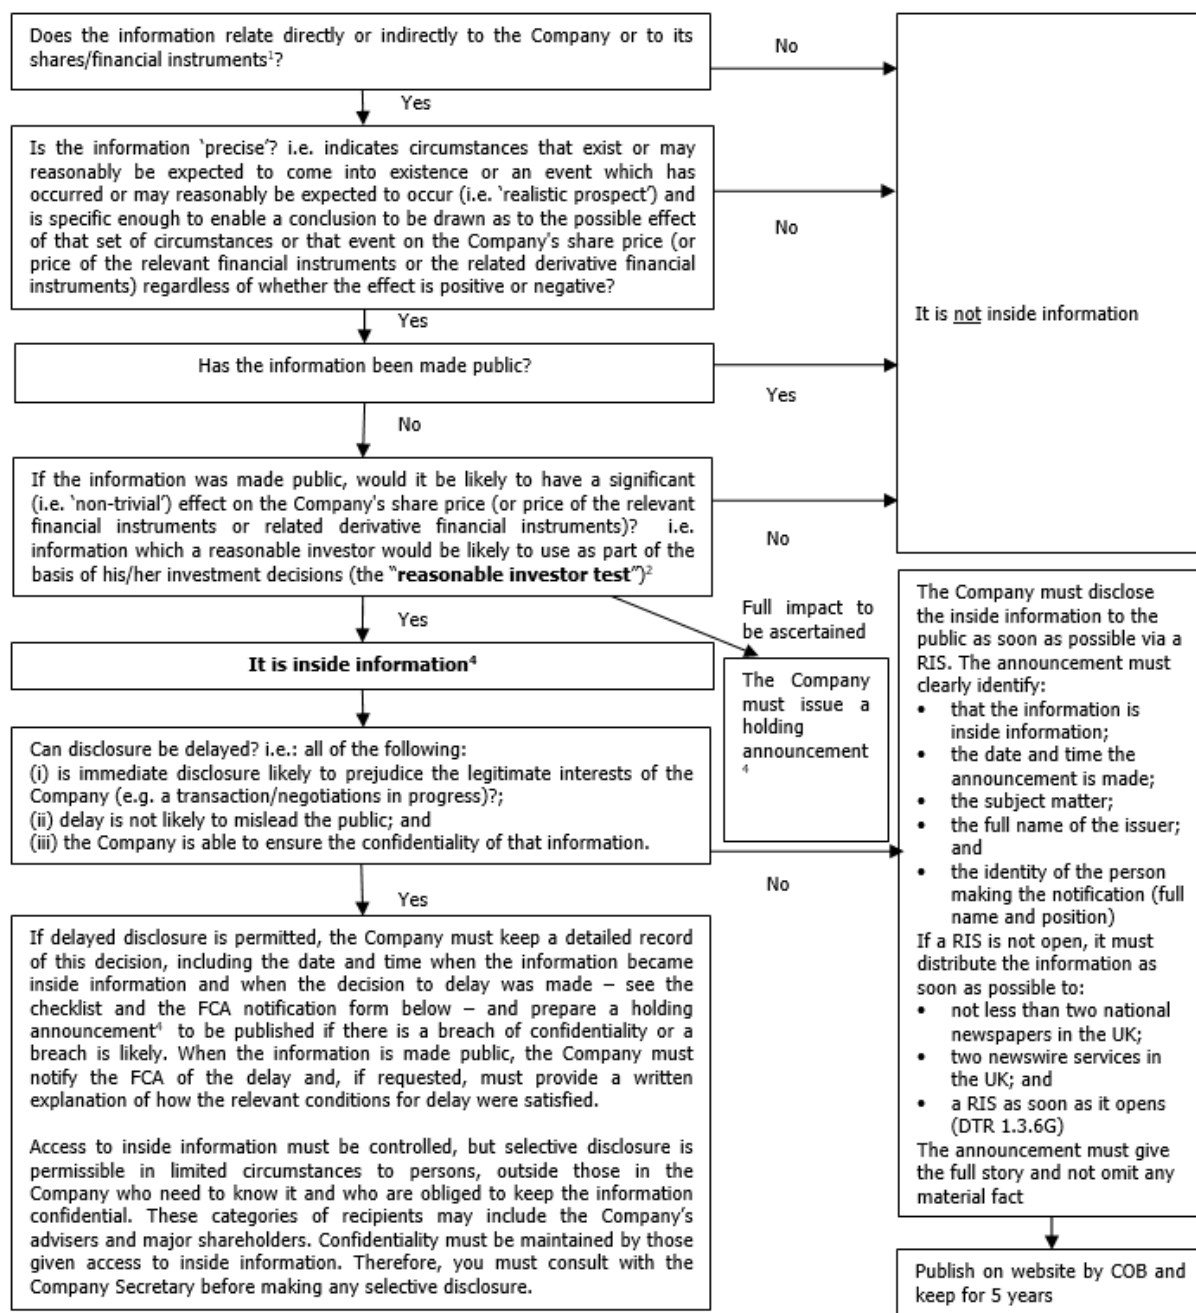 Does the information relate directly or indirectly to the Company or to its
shares/financial instruments¹?
No
Yes
Is the information ‘precise’? i.e. indicates circumstances that exist or may
reasonably be expected to come into existence or an event which has
occurred or may reasonably be expected to occur (i.e. ‘realistic prospect’) and
is specific enough to enable a conclusion to be drawn as to the possible effect
of that set of circumstances or that event on the Company's share price (or
price of the relevant financial instruments or the related derivative financial
instruments) regardless of whether the effect is positive or negative?
No
Yes
It is not inside information
Has the information been made public?
Yes
No
If the information was made public, would it be likely to have a significant
(i.e. ‘non-trivial’) effect on the Company's share price (or price of the relevant
financial instruments or related derivative financial instruments)? i.e.
information which a reasonable investor would be likely to use as part of the
basis of his/her investment decisions (the “reasonable investor test”)²
No
Yes
Full impact to
be ascertained
It is inside information⁴
The Company
must issue a
holding
announcement
4
Can disclosure be delayed? i.e.: all of the following:
(i) is immediate disclosure likely to prejudice the legitimate interests of the
Company (e.g. a transaction/negotiations in progress)?;
(ii) delay is not likely to mislead the public; and
(iii) the Company is able to ensure the confidentiality of that information.
No
Yes
The Company must disclose
the inside information to the
public as soon as possible via a
RIS. The announcement must
clearly identify:
• that the information is
inside information;
• the date and time the
announcement is made;
• the subject matter;
• the full name of the issuer;
and
• the identity of the person
making the notification (full
name and position)
If a RIS is not open, it must
distribute the information as
soon as possible to:
• not less than two national
newspapers in the UK;
• two newswire services in
the UK; and
• a RIS as soon as it opens
(DTR 1.3.6G)
The announcement must give
the full story and not omit any
material fact
If delayed disclosure is permitted, the Company must keep a detailed record
of this decision, including the date and time when the information became
inside information and when the decision to delay was made – see the
checklist and the FCA notification form below – and prepare a holding
announcement⁴ to be published if there is a breach of confidentiality or a
breach is likely. When the information is made public, the Company must
notify the FCA of the delay and, if requested, must provide a written
explanation of how the relevant conditions for delay were satisfied.
Access to inside information must be controlled, but selective disclosure is
permissible in limited circumstances to persons, outside those in the
Company who need to know it and who are obliged to keep the information
confidential. These categories of recipients may include the Company's
advisers and major shareholders. Confidentiality must be maintained by those
given access to inside information. Therefore, you must consult with the
Company Secretary before making any selective disclosure.
Publish on website by COB and
keep for 5 years